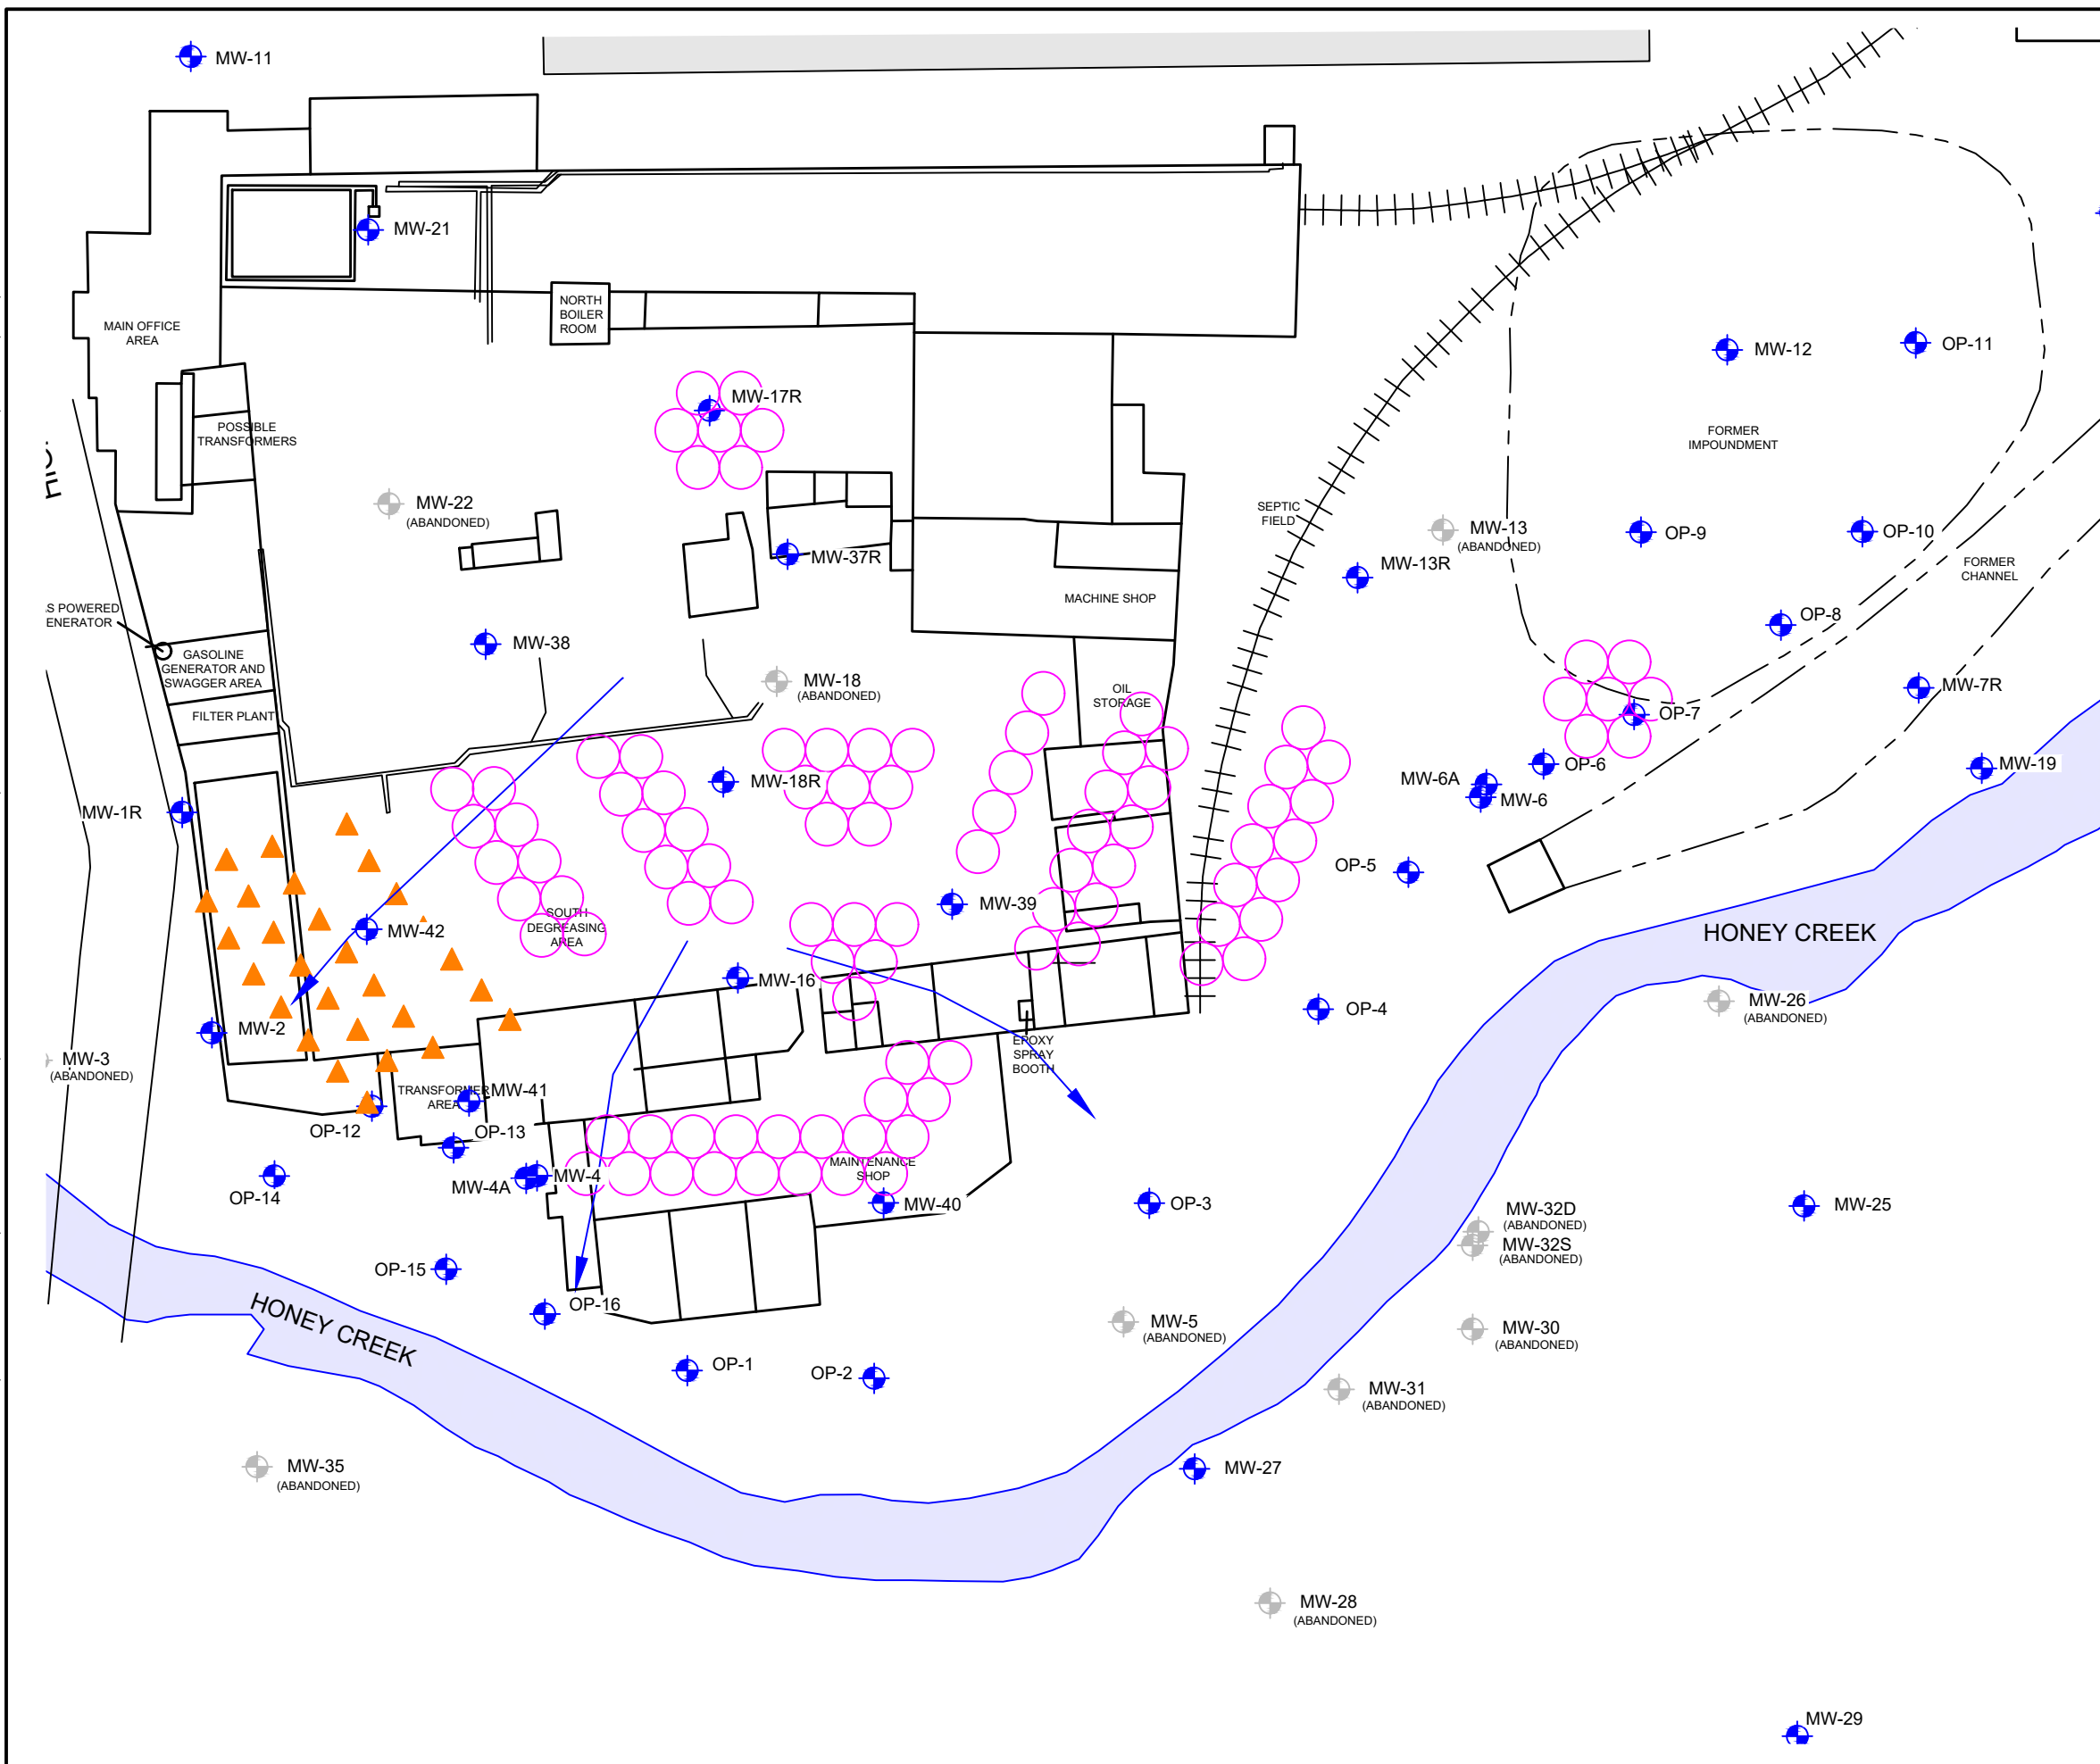 MW-11
MW-21
NORTH
BOILER
ROOM
MAIN OFFICE
AREA
MW-12
OP-11
MW-17R
POSSIBLE
TRANSFORMERS
FORMER
IMPOUNDMENT
MW-22
(ABANDONED)
SEPTIC
FIELD
MW-13
(ABANDONED)
OP-9
OP-10
MW-37R
MW-13R
FORMER
CHANNEL
MACHINE SHOP
S POWERED
ENERATOR
OP-8
MW-38
GASOLINE
GENERATOR AND
SWAGGER AREA
MW-18
(ABANDONED)
OIL
STORAGE
MW-7R
FILTER PLANT
OP-7
OP-6
MW-19
MW-18R
MW-6A
MW-6
MW-1R
OP-5
MW-39
SOUTH
DEGREASING
AREA
MW-42
HONEY CREEK
MW-16
MW-26
(ABANDONED)
OP-4
MW-2
MW-3
(ABANDONED)
EPOXY
SPRAY
BOOTH
TRANSFORMER
AREA
MW-41
OP-12
OP-13
MAINTENANCE
SHOP
MW-4A
MW-4
OP-14
MW-40
OP-3
MW-32D
(ABANDONED)
MW-32S
(ABANDONED)
MW-25
OP-15
OP-16
HONEY CREEK
MW-5
(ABANDONED)
MW-30
(ABANDONED)
OP-1
OP-2
MW-31
(ABANDONED)
MW-35
(ABANDONED)
MW-27
MW-28
(ABANDONED)
MW-29